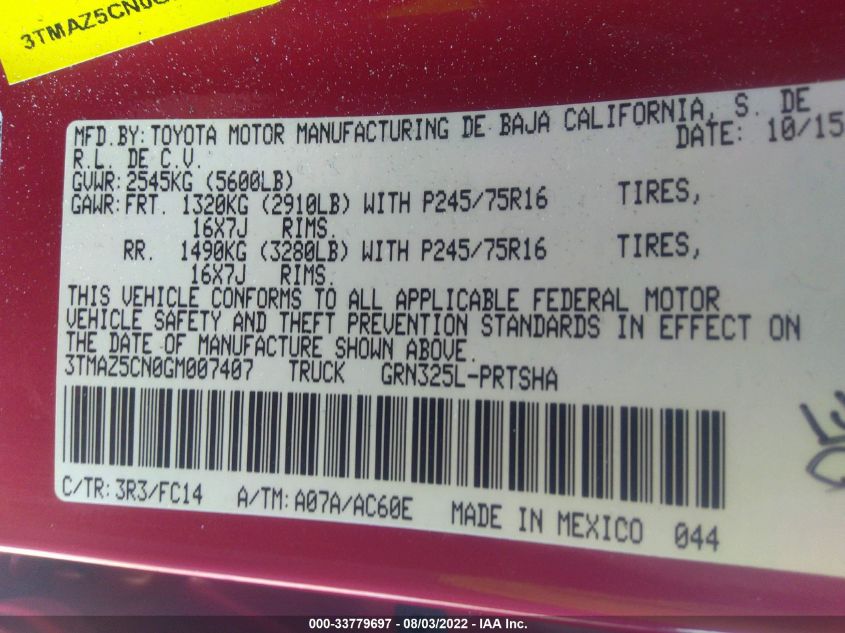 3TMAZ5CN0G
MFD.BY: TOYOTA MOTOR MANUFACTURING DE BAJA CALIFORNIA, S. DE
R.L. DE C.V. DATE: 10/15
GVWR: 2545KG (5600LB)
GAWR: FRT. 1320KG (2910LB) WITH P245/75R16 TIRES,
16X7J RIMS.
RR. 1490KG (3280LB) WITH P245/75R16 TIRES,
16X7J RIMS.
THIS VEHICLE CONFORMS TO ALL APPLICABLE FEDERAL MOTOR
VEHICLE SAFETY AND THEFT PREVENTION STANDARDS IN EFFECT ON
THE DATE OF MANUFACTURE SHOWN ABOVE.
3TMAZ5CN0GM007407 TRUCK GRN325L-PRTSHA
C/TR: 3R3/FC14 A/TM: A07A/AC60E MADE IN MEXICO 044
000-33779697 - 08/03/2022 - IAA Inc.